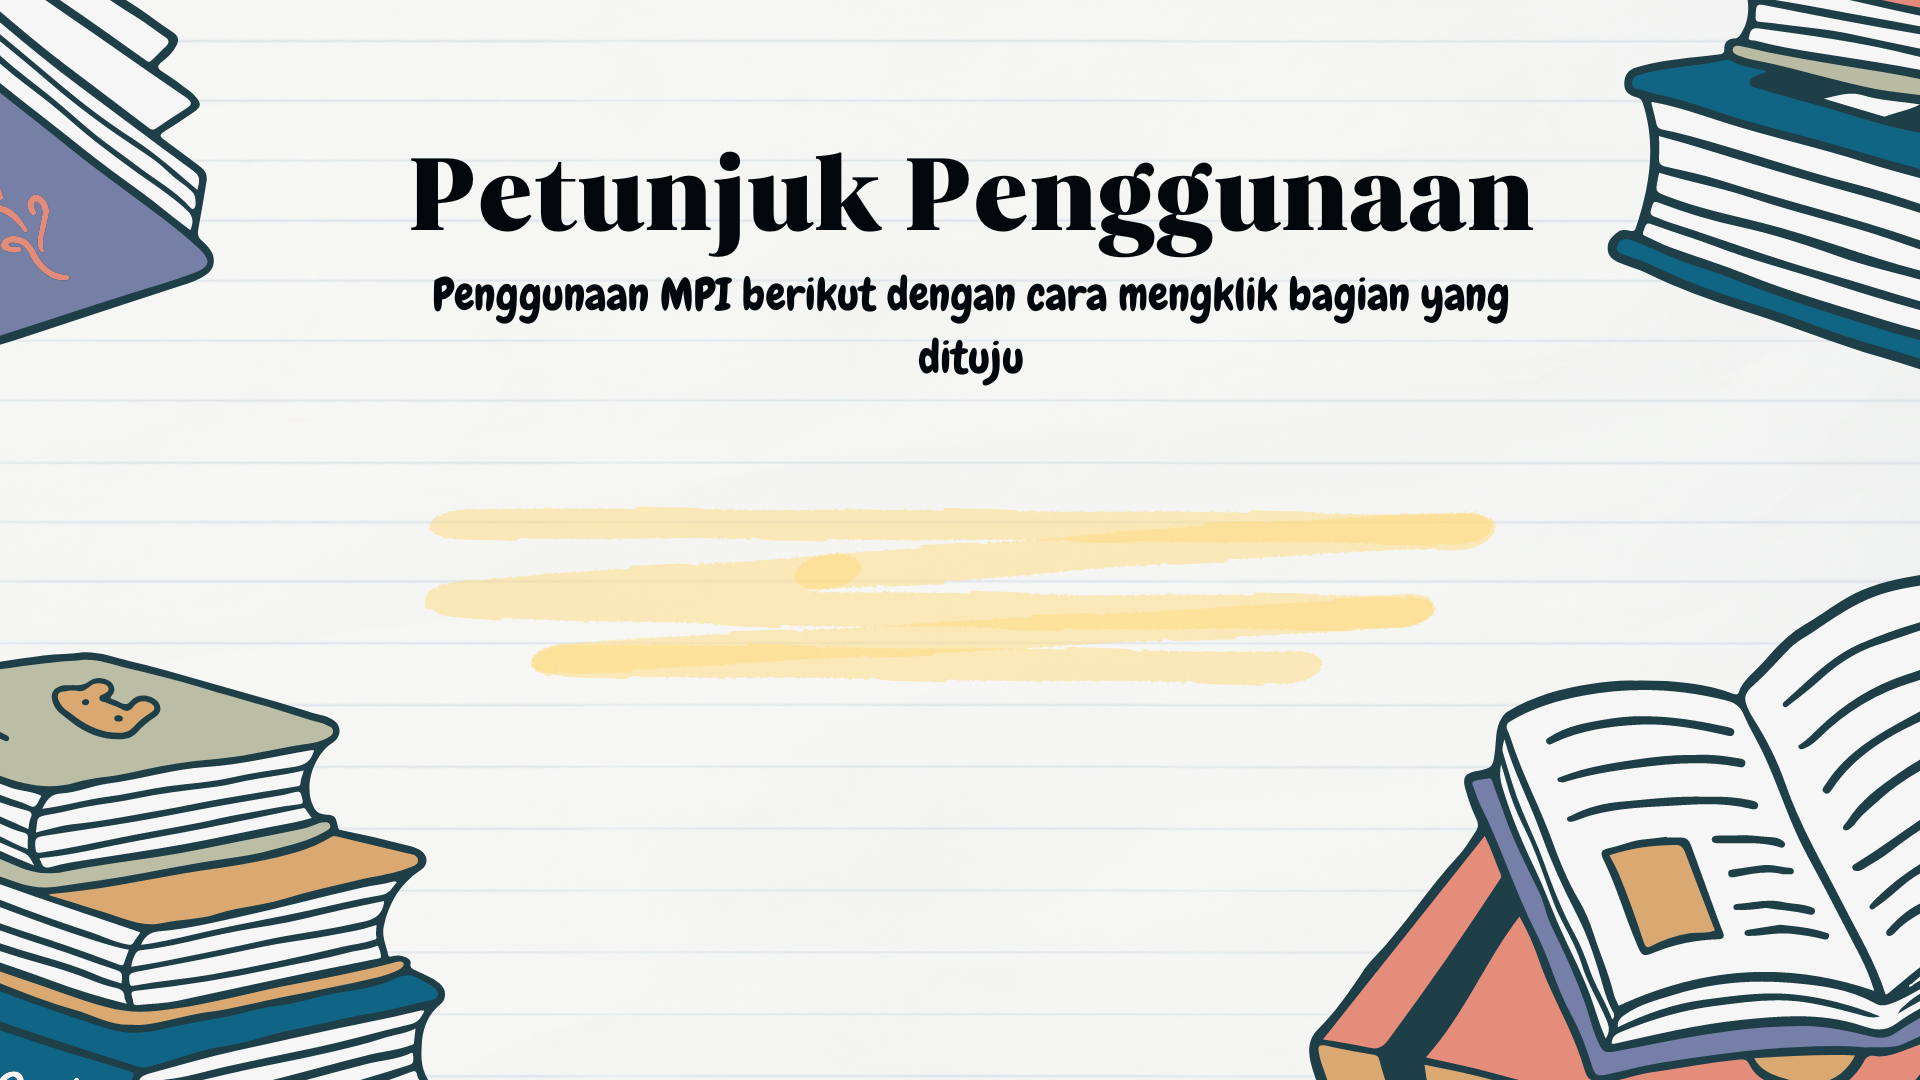 Petunjuk Penggunaan
Penggunaan MPI berikut dengan cara mengklik bagian yang
dituju